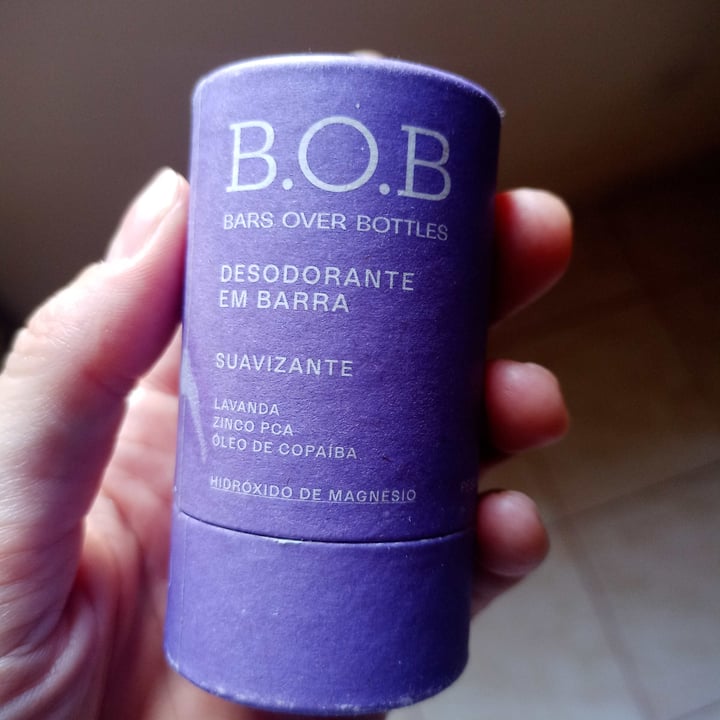 B.O.B
BARS OVER BOTTLES
DESODORANTE
EM BARRA
SUAVIZANTE
LAVANDA
ZINCO PCA
ÓLEO DE COPAÍBA
HIDRÓXIDO DE MAGNÉSIO